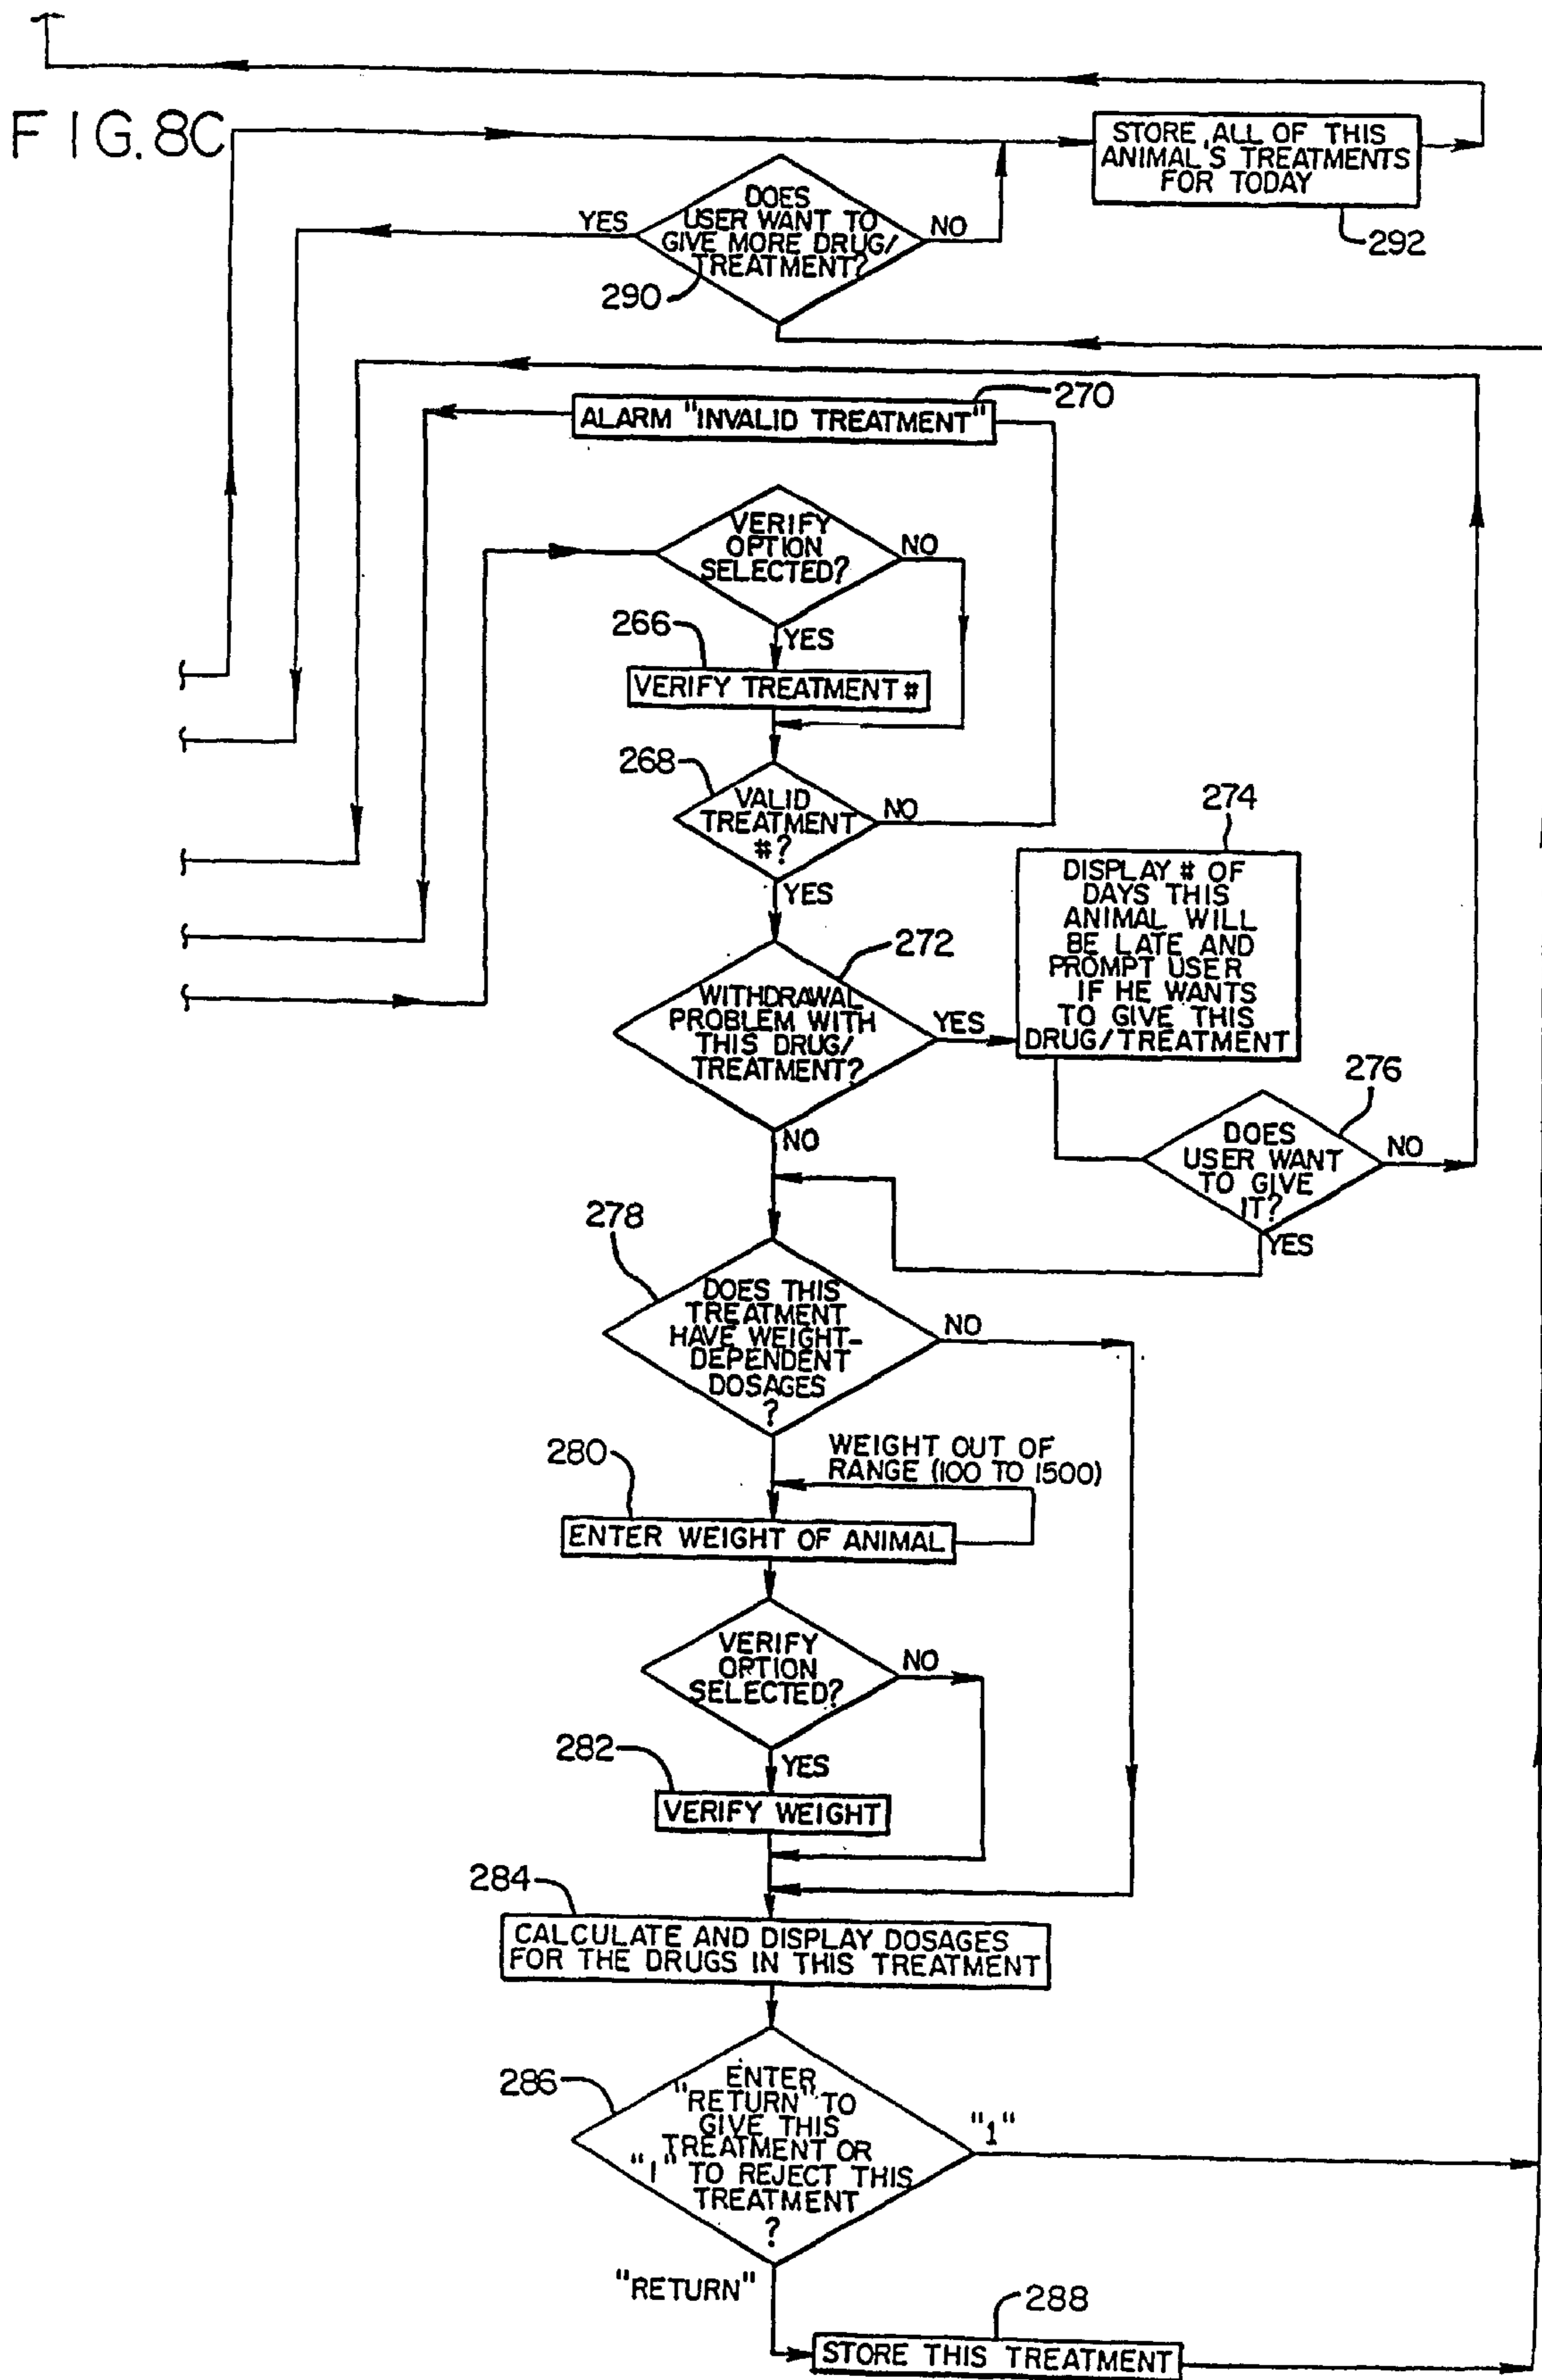 FIG. 8C
STORE ALL OF THIS
ANIMAL'S TREATMENTS
FOR TODAY
292
DOES
USER WANT TO
GIVE MORE DRUG/
TREATMENT?
YES
NO
290
270
ALARM "INVALID TREATMENT"
VERIFY
OPTION
SELECTED?
NO
YES
266
VERIFY TREATMENT #
268
VALID
TREATMENT
#?
NO
YES
274
DISPLAY # OF
DAYS THIS
ANIMAL WILL
BE LATE AND
PROMPT USER
IF HE WANTS
TO GIVE THIS
DRUG/TREATMENT
272
WITHDRAWAL
PROBLEM WITH
THIS DRUG/
TREATMENT?
YES
NO
276
DOES
USER WANT
TO GIVE
IT?
NO
YES
278
DOES THIS
TREATMENT
HAVE WEIGHT-
DEPENDENT
DOSAGES
?
NO
WEIGHT OUT OF
RANGE (100 TO 1500)
280
ENTER WEIGHT OF ANIMAL
VERIFY
OPTION
SELECTED?
NO
YES
282
VERIFY WEIGHT
284
CALCULATE AND DISPLAY DOSAGES
FOR THE DRUGS IN THIS TREATMENT
286
ENTER
"RETURN" TO
GIVE THIS
TREATMENT OR
"1" TO REJECT THIS
TREATMENT
?
"1"
"RETURN"
288
STORE THIS TREATMENT